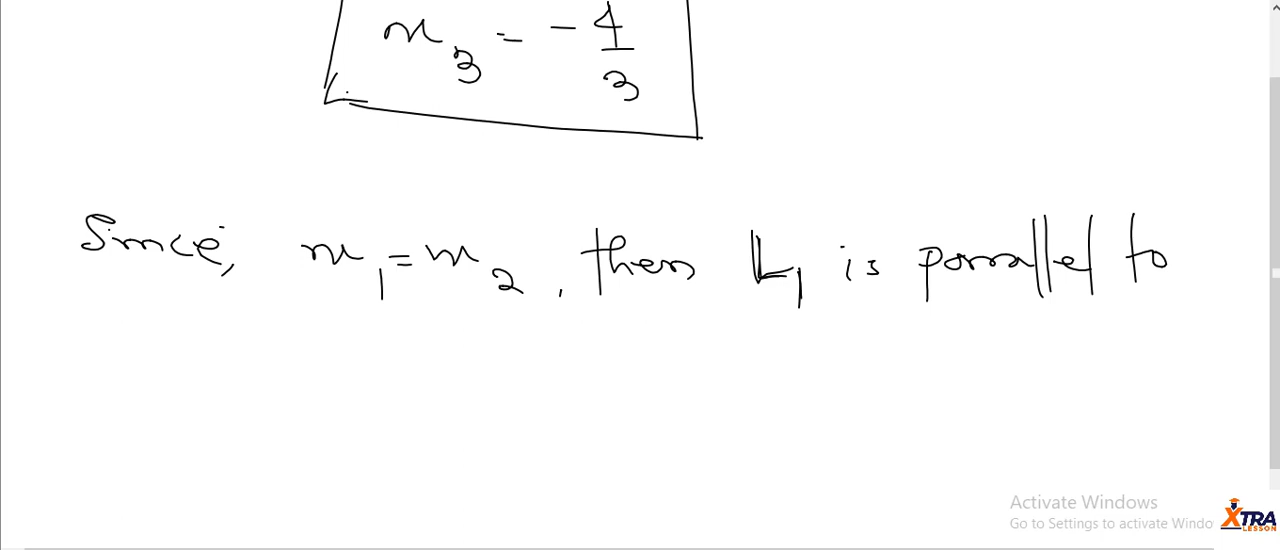 m₃ = - 4/3
Since, m₁ = m₂, then L₁ is parallel to
Activate Windows
Go to Settings to activate Windo
XTRA
LESSON